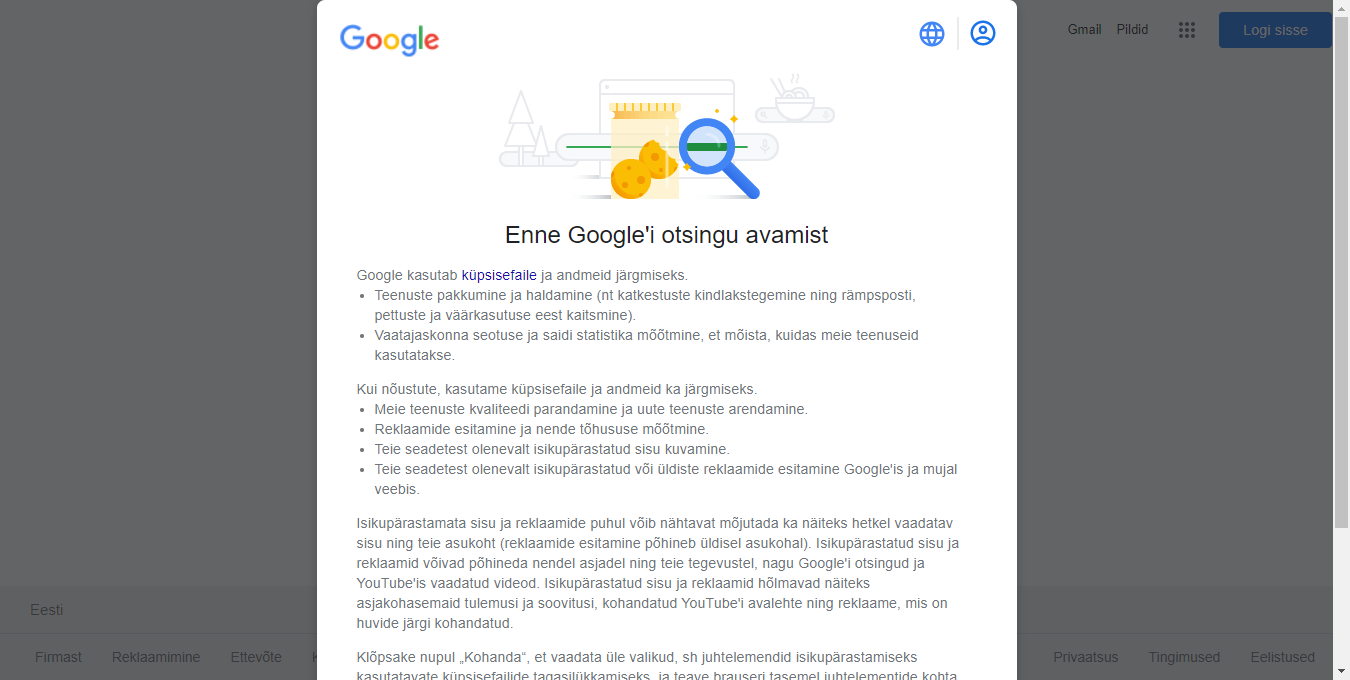 Google
Gmail Pildid Logi sisse
Enne Google'i otsingu avamist
Google kasutab küpsisefaile ja andmeid järgmiseks.
Teenuste pakkumine ja haldamine (nt katkestuste kindlakstegemine ning rämpsposti,
pettuste ja väärkasutuse eest kaitsmine).
Vaatajaskonna seotuse ja saidi statistika mõõtmine, et mõista, kuidas meie teenuseid
kasutatakse.
Kui nõustute, kasutame küpsisefaile ja andmeid ka järgmiseks.
Meie teenuste kvaliteedi parandamine ja uute teenuste arendamine.
Reklaamide esitamine ja nende tõhususe mõõtmine.
Teie seadetest olenevalt isikupärastatud sisu kuvamine.
Teie seadetest olenevalt isikupärastatud või üldiste reklaamide esitamine Google'is ja mujal
veebis.
Isikupärastamata sisu ja reklaamide puhul võib nähtavat mõjutada ka näiteks hetkel vaadatav
sisu ning teie asukoht (reklaamide esitamine põhineb üldisel asukohal). Isikupärastatud sisu ja
reklaamid võivad põhineda nendel asjadel ning teie tegevustel, nagu Google'i otsingud ja
YouTube'is vaadatud videod. Isikupärastatud sisu ja reklaamid hõlmavad näiteks
asjakohasemaid tulemusi ja soovitusi, kohandatud YouTube'i avalehte ning reklaame, mis on
huvide järgi kohandatud.
Klõpsake nupul „Kohanda“, et vaadata üle valikud, sh juhtelemendid isikupärastamiseks
kasutatavate küpsisefailide tagasilükkamiseks, ja teave brauseri tasemel juhtelementide kohta
Eesti
Firmast Reklaamimine Ettevõte Privaatsus Tingimused Eelistused